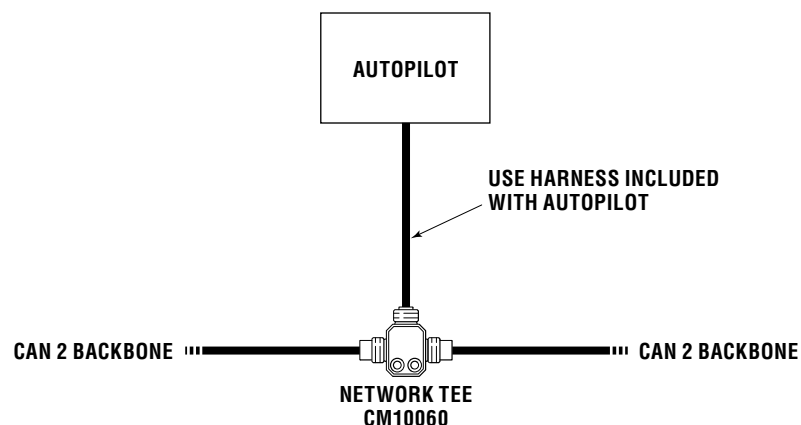 AUTOPILOT
USE HARNESS INCLUDED
WITH AUTOPILOT
CAN 2 BACKBONE
CAN 2 BACKBONE
NETWORK TEE
CM10060